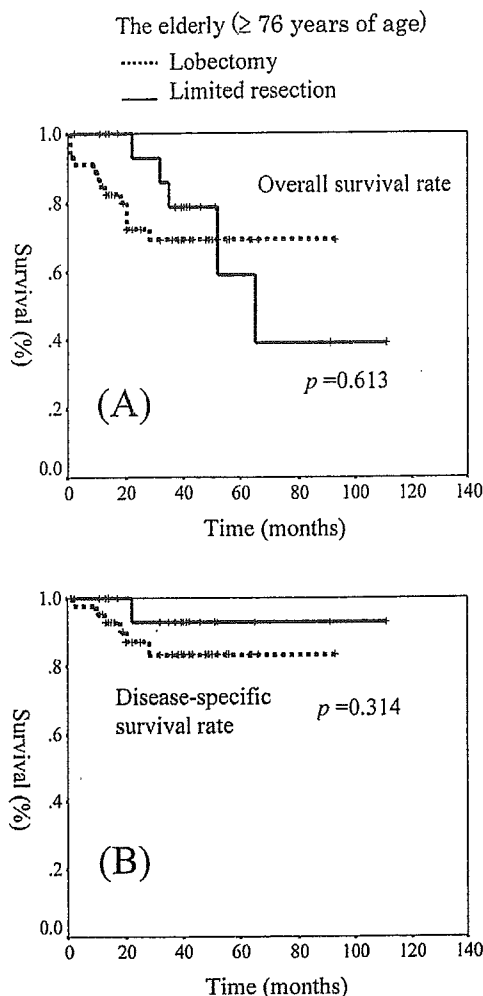 The elderly (≥ 76 years of age)
Lobectomy
Limited resection
1.0
.8
.6
.4
.2
0.0
Survival (%)
Overall survival rate
p=0.613
(A)
0 20 40 60 80 100 120 140
Time (months)
1.0
.8
.6
.4
.2
0.0
Survival (%)
Disease-specific
survival rate
p=0.314
(B)
0 20 40 60 80 100 120 140
Time (months)